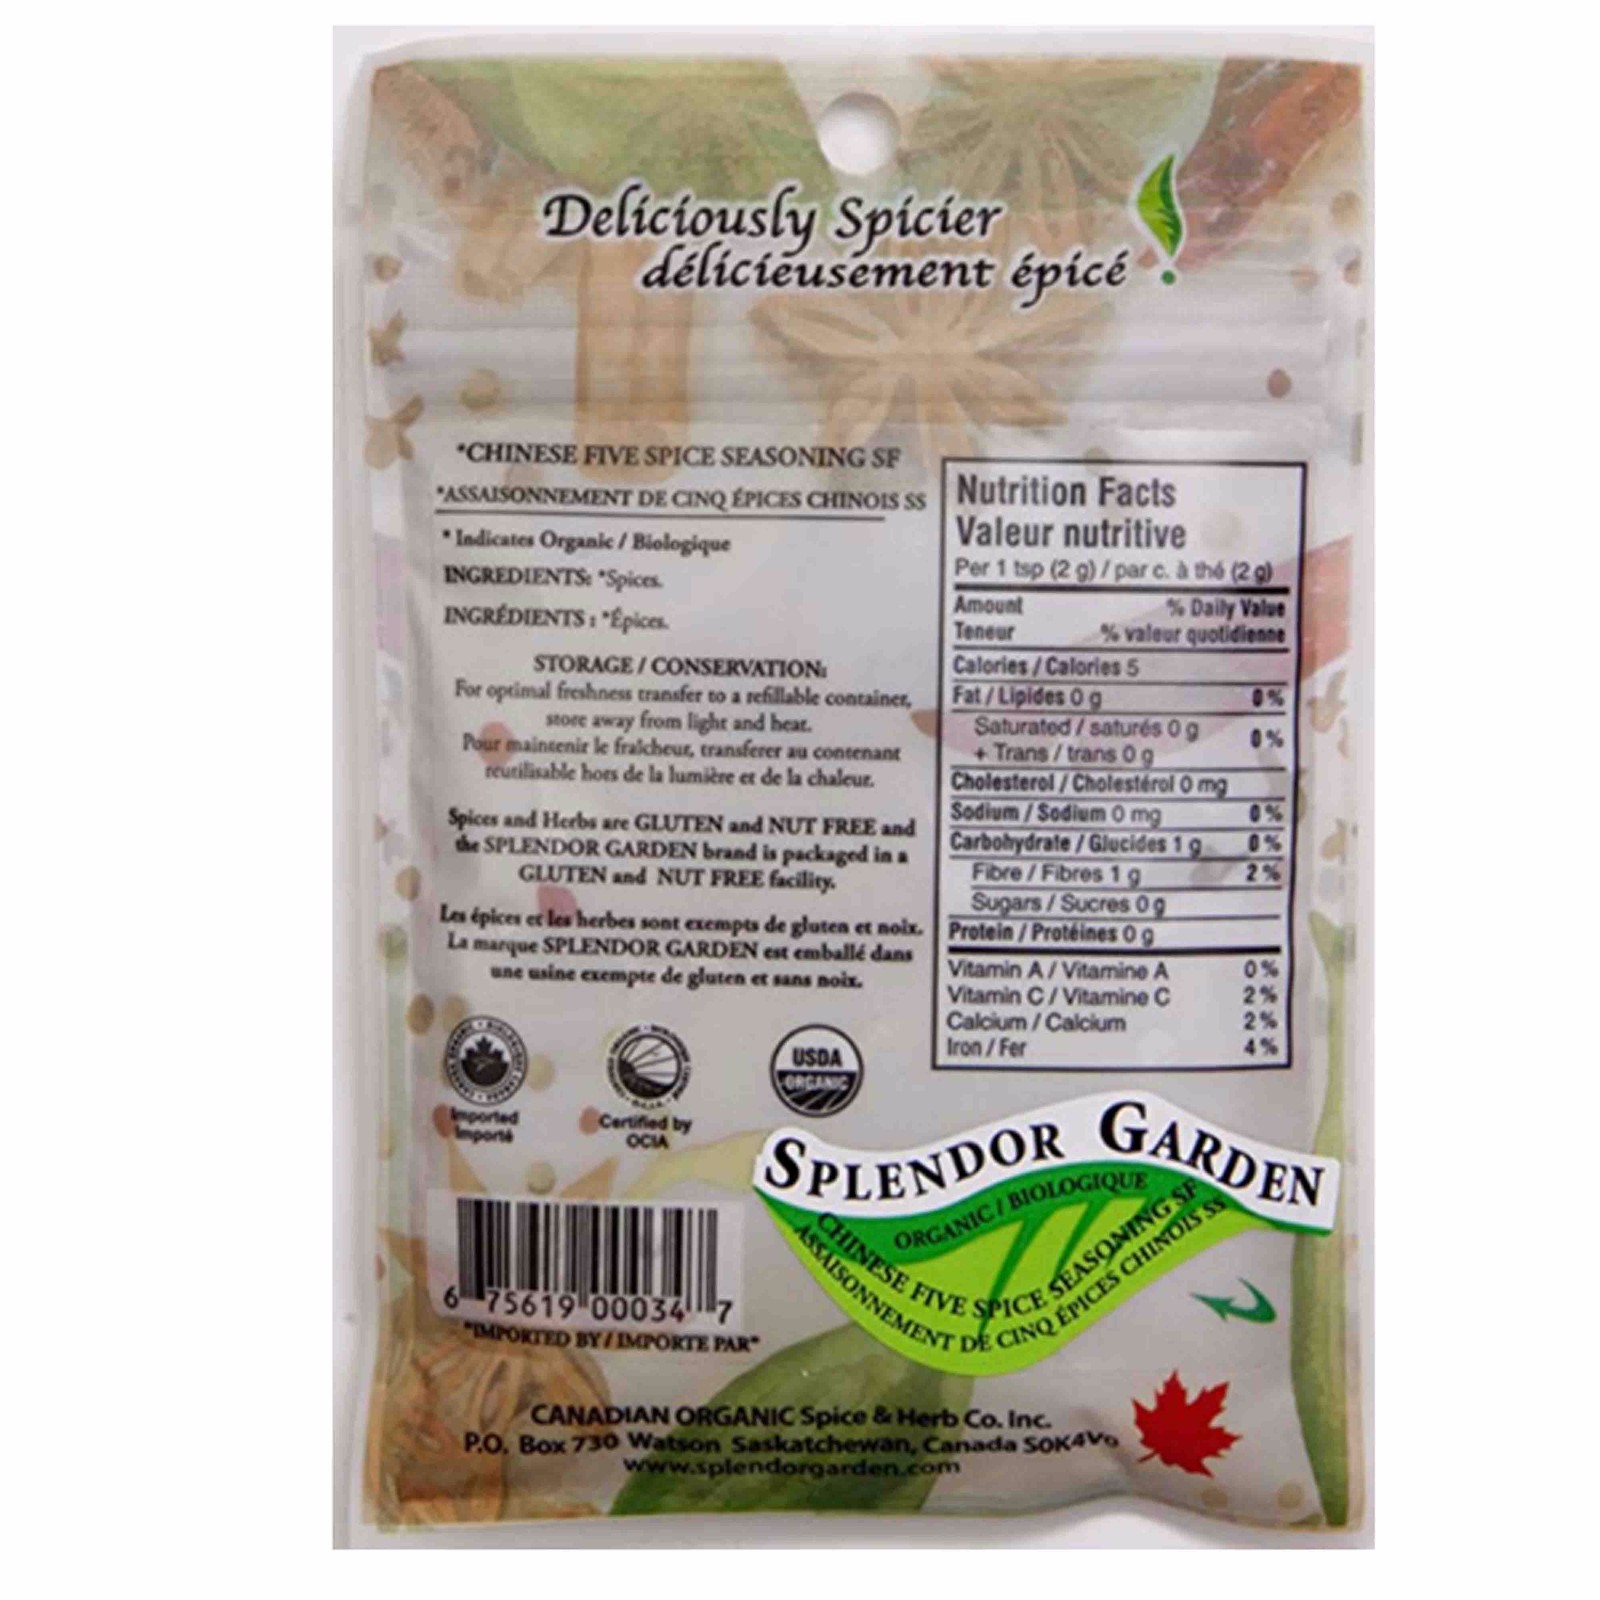 Deliciously Spicier
délicieusement épicé
*CHINESE FIVE SPICE SEASONING SF
*ASSAISONNEMENT DE CINQ ÉPICES CHINOIS SS
* Indicates Organic / Biologique
INGREDIENTS: *Spices.
INGRÉDIENTS : *Épices.
STORAGE / CONSERVATION:
For optimal freshness transfer to a refillable container,
store away from light and heat.
Pour maintenir le fraîcheur, transferer au contenant
reutilisable hors de la lumière et de la chaleur.
Spices and Herbs are GLUTEN and NUT FREE and
the SPLENDOR GARDEN brand is packaged in a
GLUTEN and NUT FREE facility.
Les épices et les herbes sont exempts de gluten et noix.
La marque SPLENDOR GARDEN est emballé dans
une usine exempte de gluten et sans noix.
Nutrition Facts
Valeur nutritive
Per 1 tsp (2 g) / par c. à thé (2 g)
Amount % Daily Value
Teneur % valeur quotidienne
Calories / Calories 5
Fat / Lipides 0 g 0 %
Saturated / saturés 0 g
+ Trans / trans 0 g 0 %
Cholesterol / Cholestérol 0 mg
Sodium / Sodium 0 mg 0 %
Carbohydrate / Glucides 1 g 0 %
Fibre / Fibres 1 g 2 %
Sugars / Sucres 0 g
Protein / Protéines 0 g
Vitamin A / Vitamine A 0 %
Vitamin C / Vitamine C 2 %
Calcium / Calcium 2 %
Iron / Fer 4 %
Imported
Importé
Certified by
OCIA
USDA
ORGANIC
SPLENDOR GARDEN
ORGANIC / BIOLOGIQUE
CHINESE FIVE SPICE SEASONING SF
ASSAISONNEMENT DE CINQ ÉPICES CHINOIS SS
6 75619 00034 7
*IMPORTED BY / IMPORTE PAR*
CANADIAN ORGANIC Spice & Herb Co. Inc.
P.O. Box 730 Watson Saskatchewan, Canada S0K4V0
www.splendorgarden.com